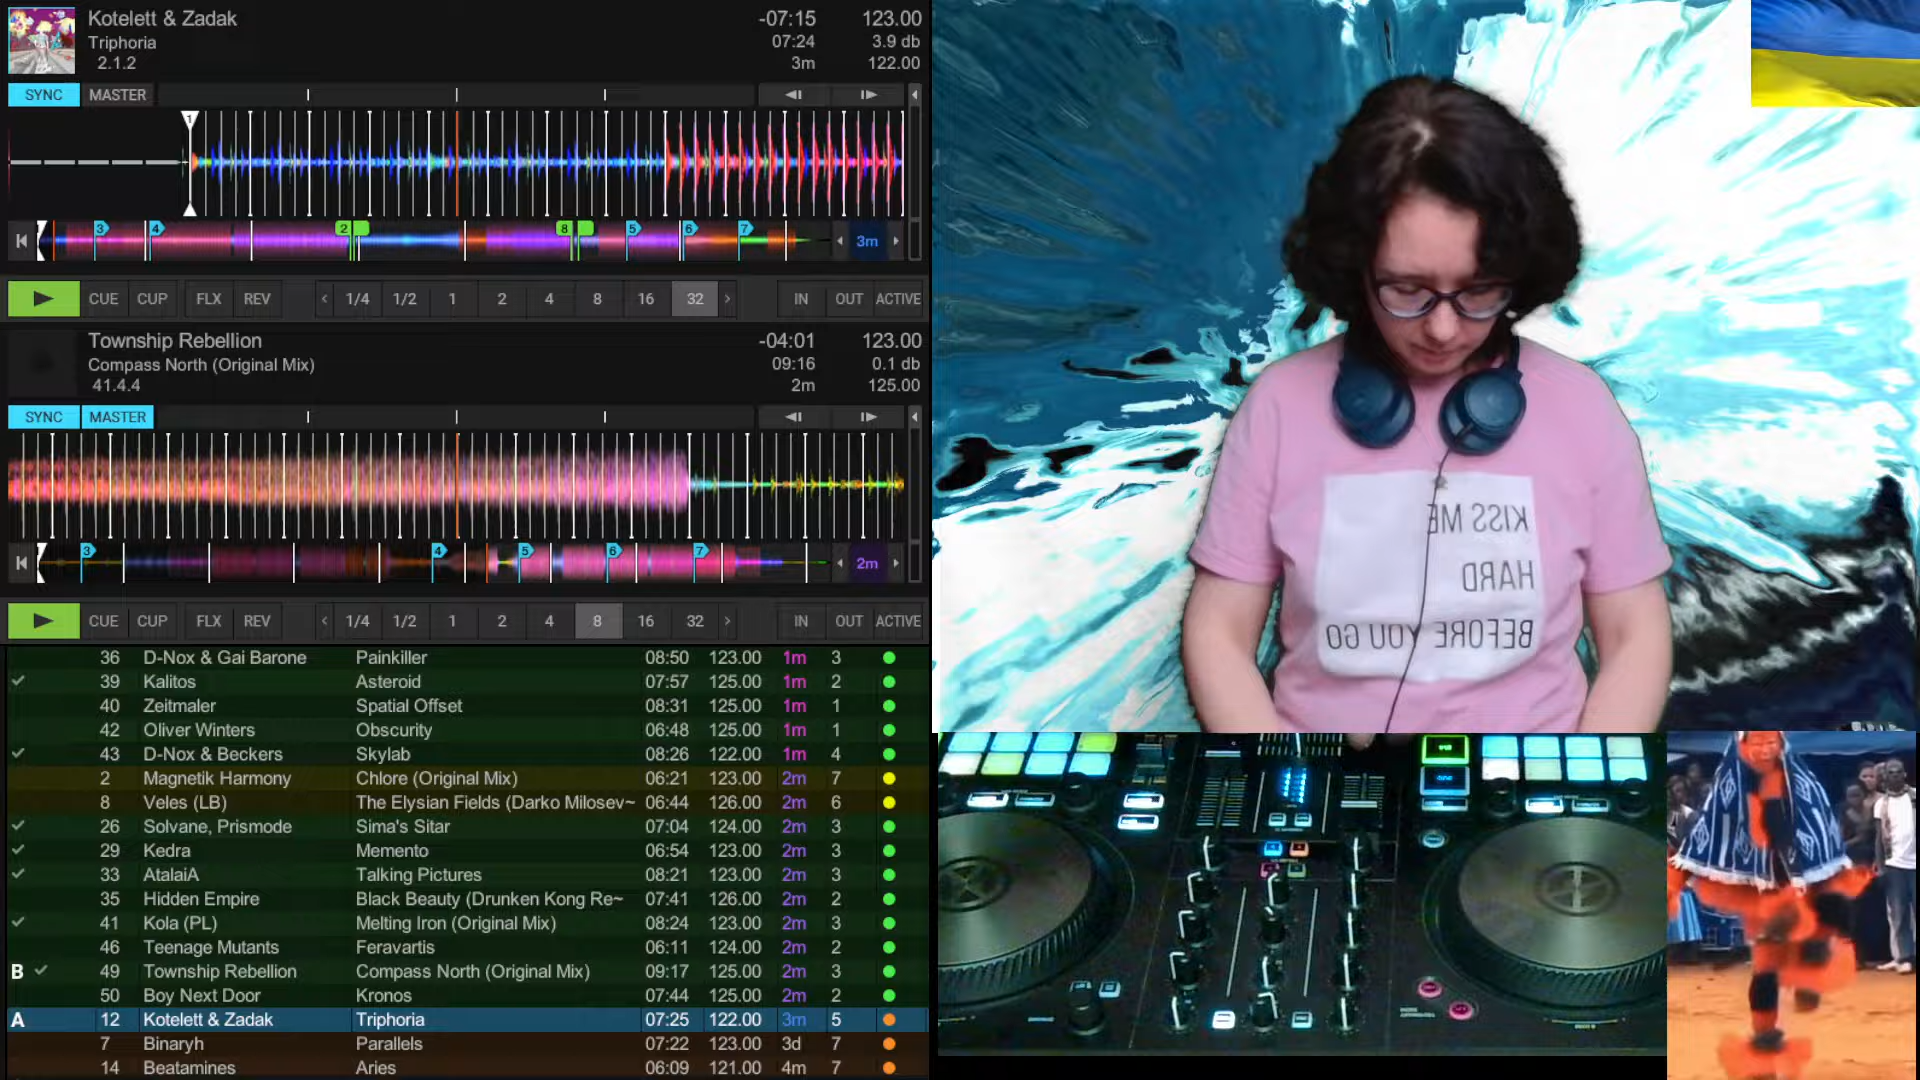 Kotelett & Zadak -07:15 123.00
Triphoria 07:24 3.9 db
2.1.2 3m 122.00
SYNC MASTER
1
3 4 2 8 5 6 7 3m
CUE CUP FLX REV 1/4 1/2 1 2 4 8 16 32 IN OUT ACTIVE
Township Rebellion -04:01 123.00
Compass North (Original Mix) 09:16 0.1 db
41.4.4 2m 125.00
SYNC MASTER
3 4 5 6 7 2m
CUE CUP FLX REV 1/4 1/2 1 2 4 8 16 32 IN OUT ACTIVE
36 D-Nox & Gai Barone Painkiller 08:50 123.00 1m 3
39 Kalitos Asteroid 07:57 125.00 1m 2
40 Zeitmaler Spatial Offset 08:31 125.00 1m 1
42 Oliver Winters Obscurity 06:48 125.00 1m 1
43 D-Nox & Beckers Skylab 08:26 122.00 1m 4
2 Magnetik Harmony Chlore (Original Mix) 06:21 123.00 2m 7
8 Veles (LB) The Elysian Fields (Darko Milosev~ 06:44 126.00 2m 6
26 Solvane, Prismode Sima's Sitar 07:04 124.00 2m 3
29 Kedra Memento 06:54 123.00 2m 3
33 AtalaiA Talking Pictures 08:21 123.00 2m 3
35 Hidden Empire Black Beauty (Drunken Kong Re~ 07:41 126.00 2m 2
41 Kola (PL) Melting Iron (Original Mix) 08:24 123.00 2m 3
46 Teenage Mutants Feravartis 06:11 124.00 2m 2
B 49 Township Rebellion Compass North (Original Mix) 09:17 125.00 2m 3
50 Boy Next Door Kronos 07:44 125.00 2m 2
A 12 Kotelett & Zadak Triphoria 07:25 122.00 3m 5
7 Binaryh Parallels 07:22 123.00 3d 7
14 Beatamines Aries 06:09 121.00 4m 7
KISS ME
HARD
BEFORE YOU GO